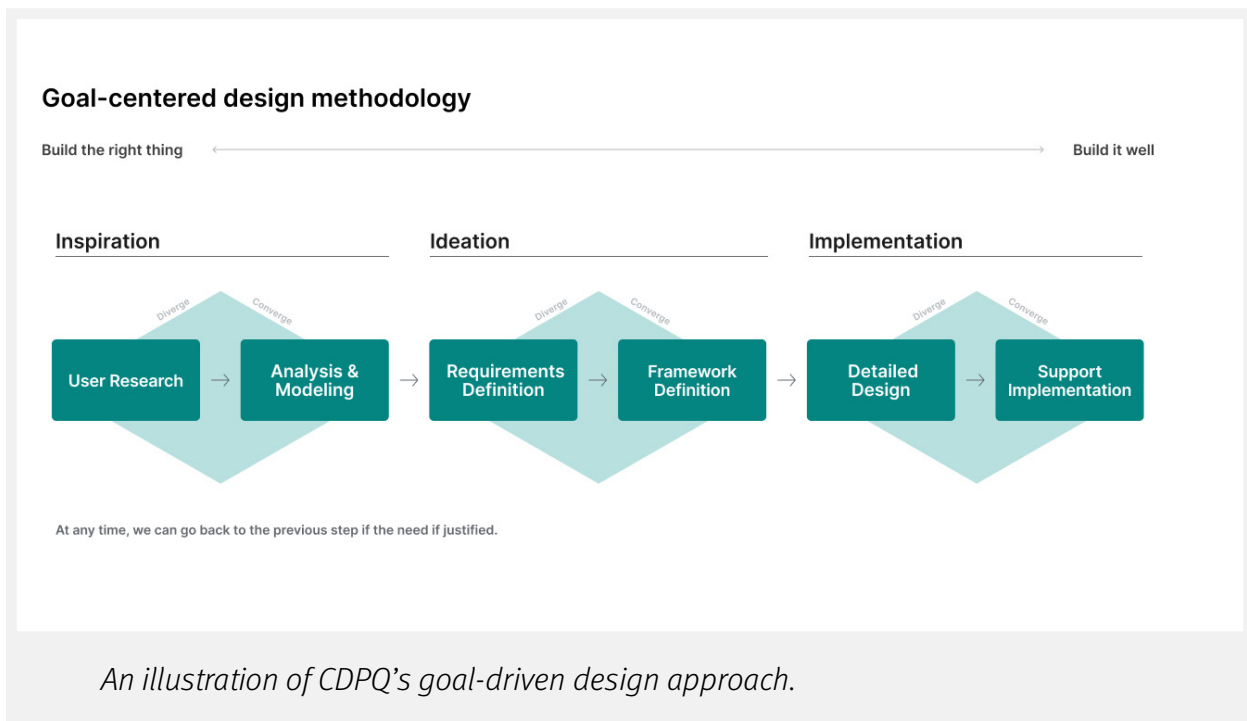 Goal-centered design methodology
Build the right thing
Build it well
Inspiration
Ideation
Implementation
Diverge
Converge
Diverge
Converge
Diverge
Converge
User Research
Analysis &
Modeling
Requirements
Definition
Framework
Definition
Detailed
Design
Support
Implementation
At any time, we can go back to the previous step if the need if justified.
An illustration of CDPQ’s goal-driven design approach.